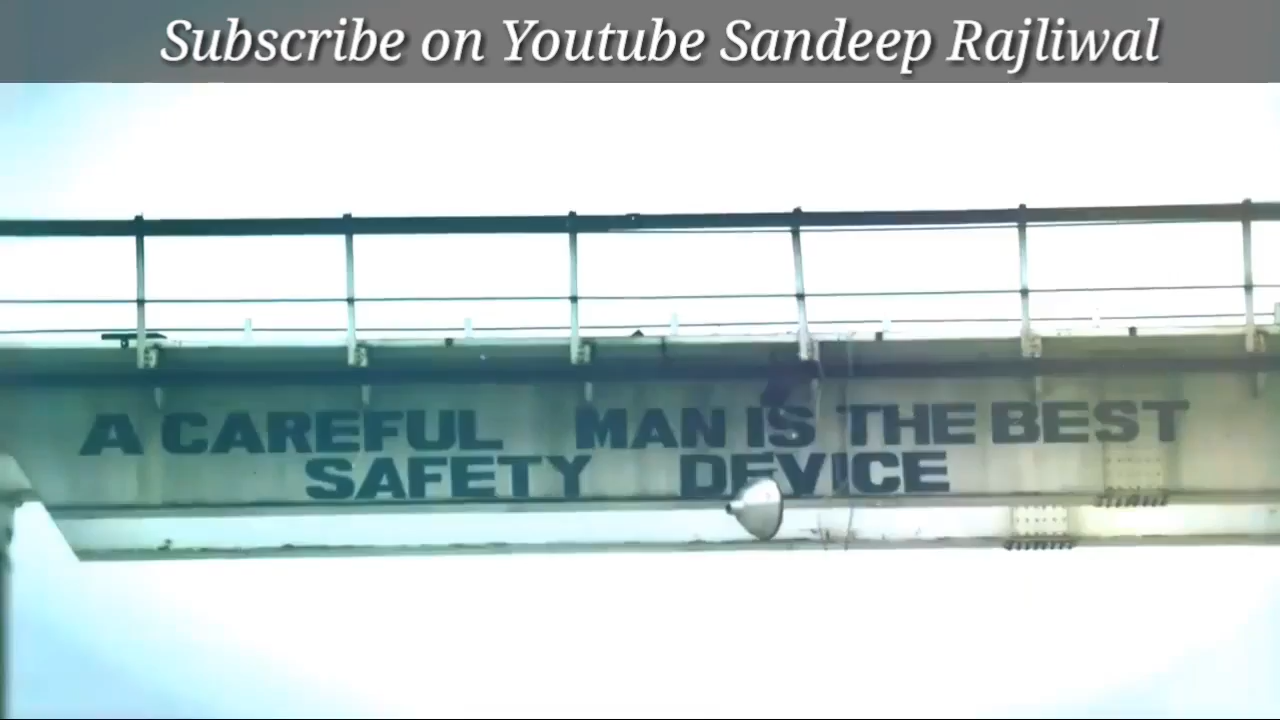 Subscribe on Youtube Sandeep Rajliwal
A CAREFUL MAN IS THE BEST
SAFETY DEVICE